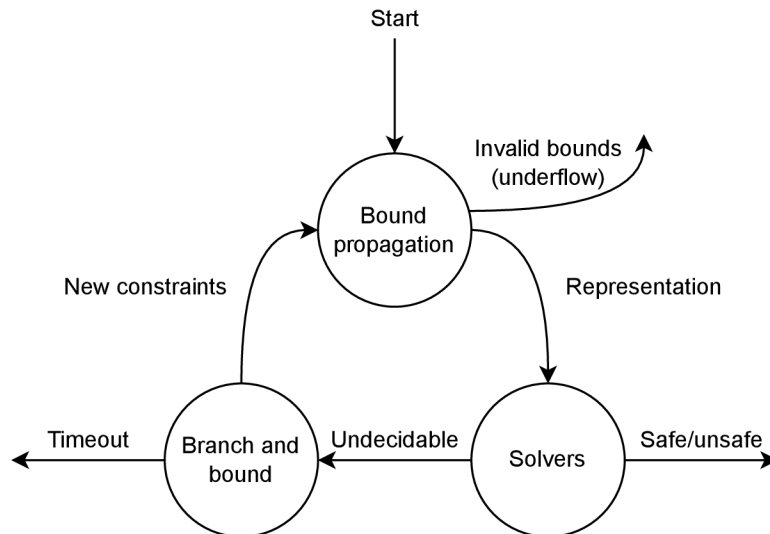 Start
Invalid bounds
(underflow)
Bound
propagation
New constraints
Representation
Timeout
Branch and
bound
Undecidable
Solvers
Safe/unsafe